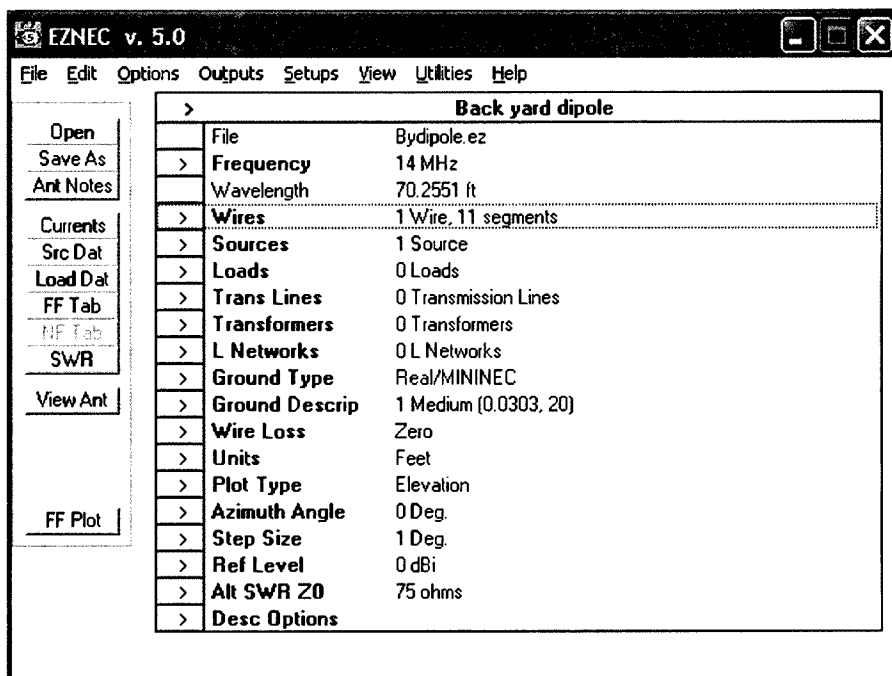 EZNEC v. 5.0
File Edit Options Outputs Setups View Utilities Help
Open
Save As
Ant Notes
Currents
Src Dat
Load Dat
FF Tab
NF Tab
SWR
View Ant
FF Plot
> Back yard dipole
File Bydipole.ez
> Frequency 14 MHz
Wavelength 70.2551 ft
> Wires 1 Wire, 11 segments
> Sources 1 Source
> Loads 0 Loads
> Trans Lines 0 Transmission Lines
> Transformers 0 Transformers
> L Networks 0 L Networks
> Ground Type Real/MININEC
> Ground Descrip 1 Medium (0.0303, 20)
> Wire Loss Zero
> Units Feet
> Plot Type Elevation
> Azimuth Angle 0 Deg.
> Step Size 1 Deg.
> Ref Level 0 dBi
> Alt SWR Z0 75 ohms
> Desc Options